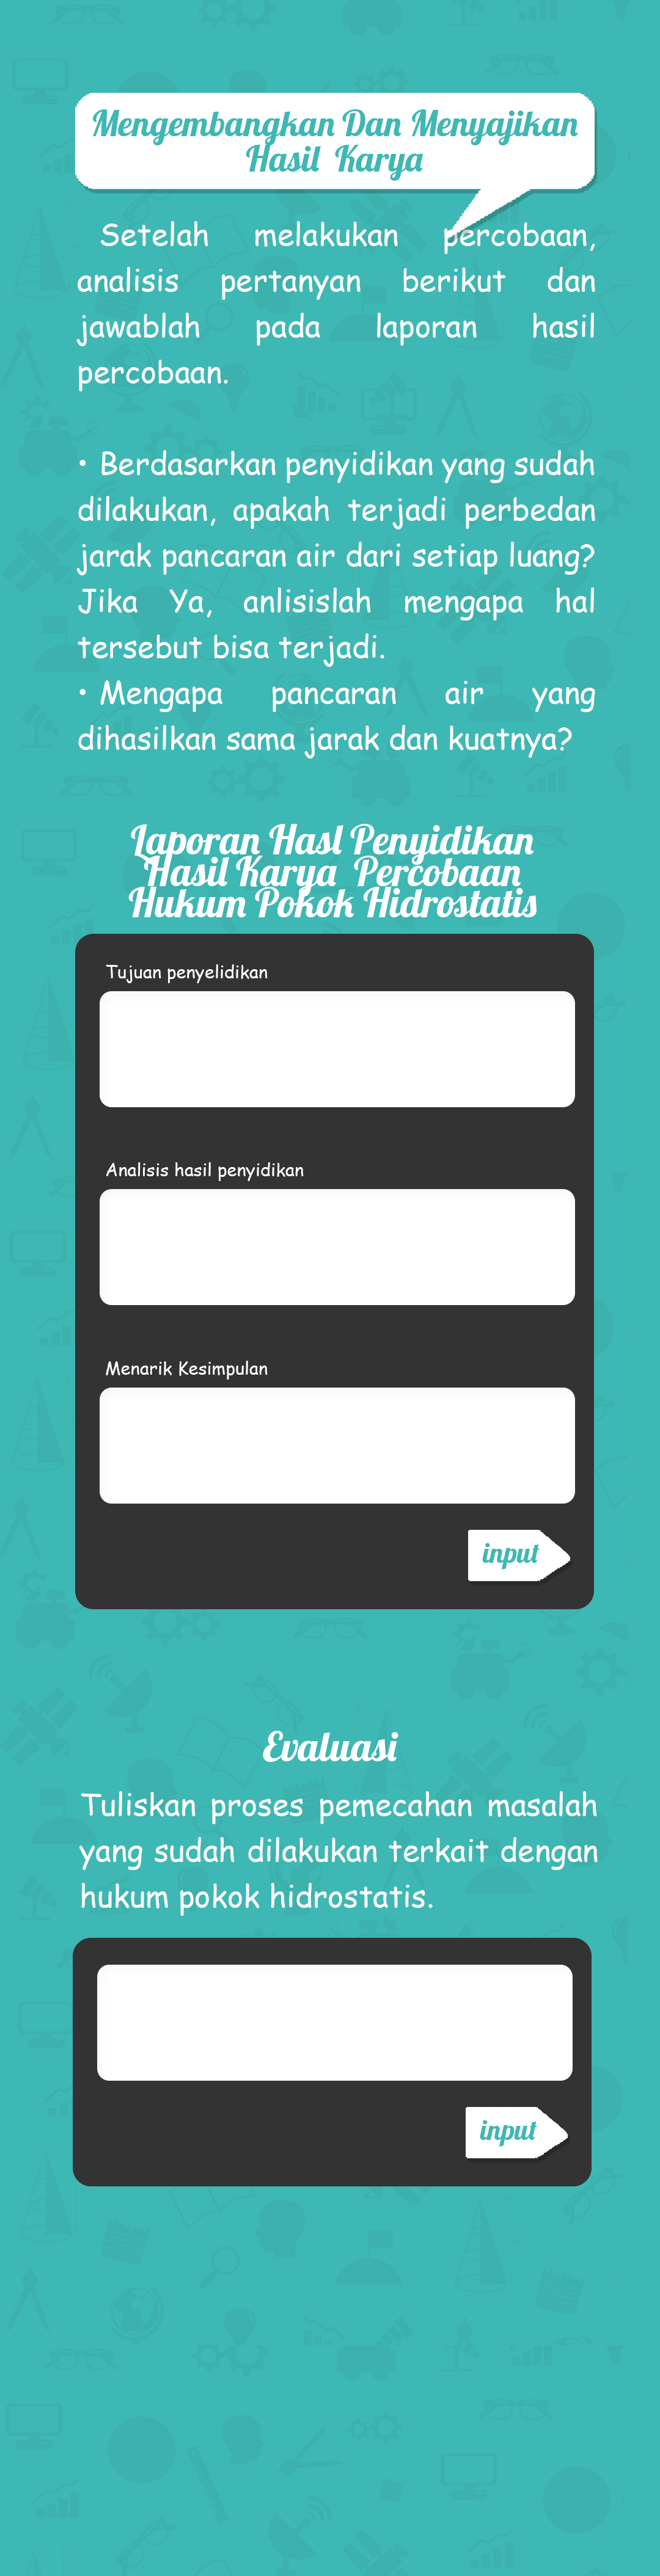 Mengembangkan Dan Menyajikan
Hasil Karya
Setelah melakukan percobaan,
analisis pertanyan berikut dan
jawablah pada laporan hasil
percobaan.
• Berdasarkan penyidikan yang sudah
dilakukan, apakah terjadi perbedan
jarak pancaran air dari setiap luang?
Jika Ya, anlisislah mengapa hal
tersebut bisa terjadi.
• Mengapa pancaran air yang
dihasilkan sama jarak dan kuatnya?
Laporan Hasl Penyidikan
Hasil Karya Percobaan
Hukum Pokok Hidrostatis
Tujuan penyelidikan
Analisis hasil penyidikan
Menarik Kesimpulan
input
Evaluasi
Tuliskan proses pemecahan masalah
yang sudah dilakukan terkait dengan
hukum pokok hidrostatis.
input